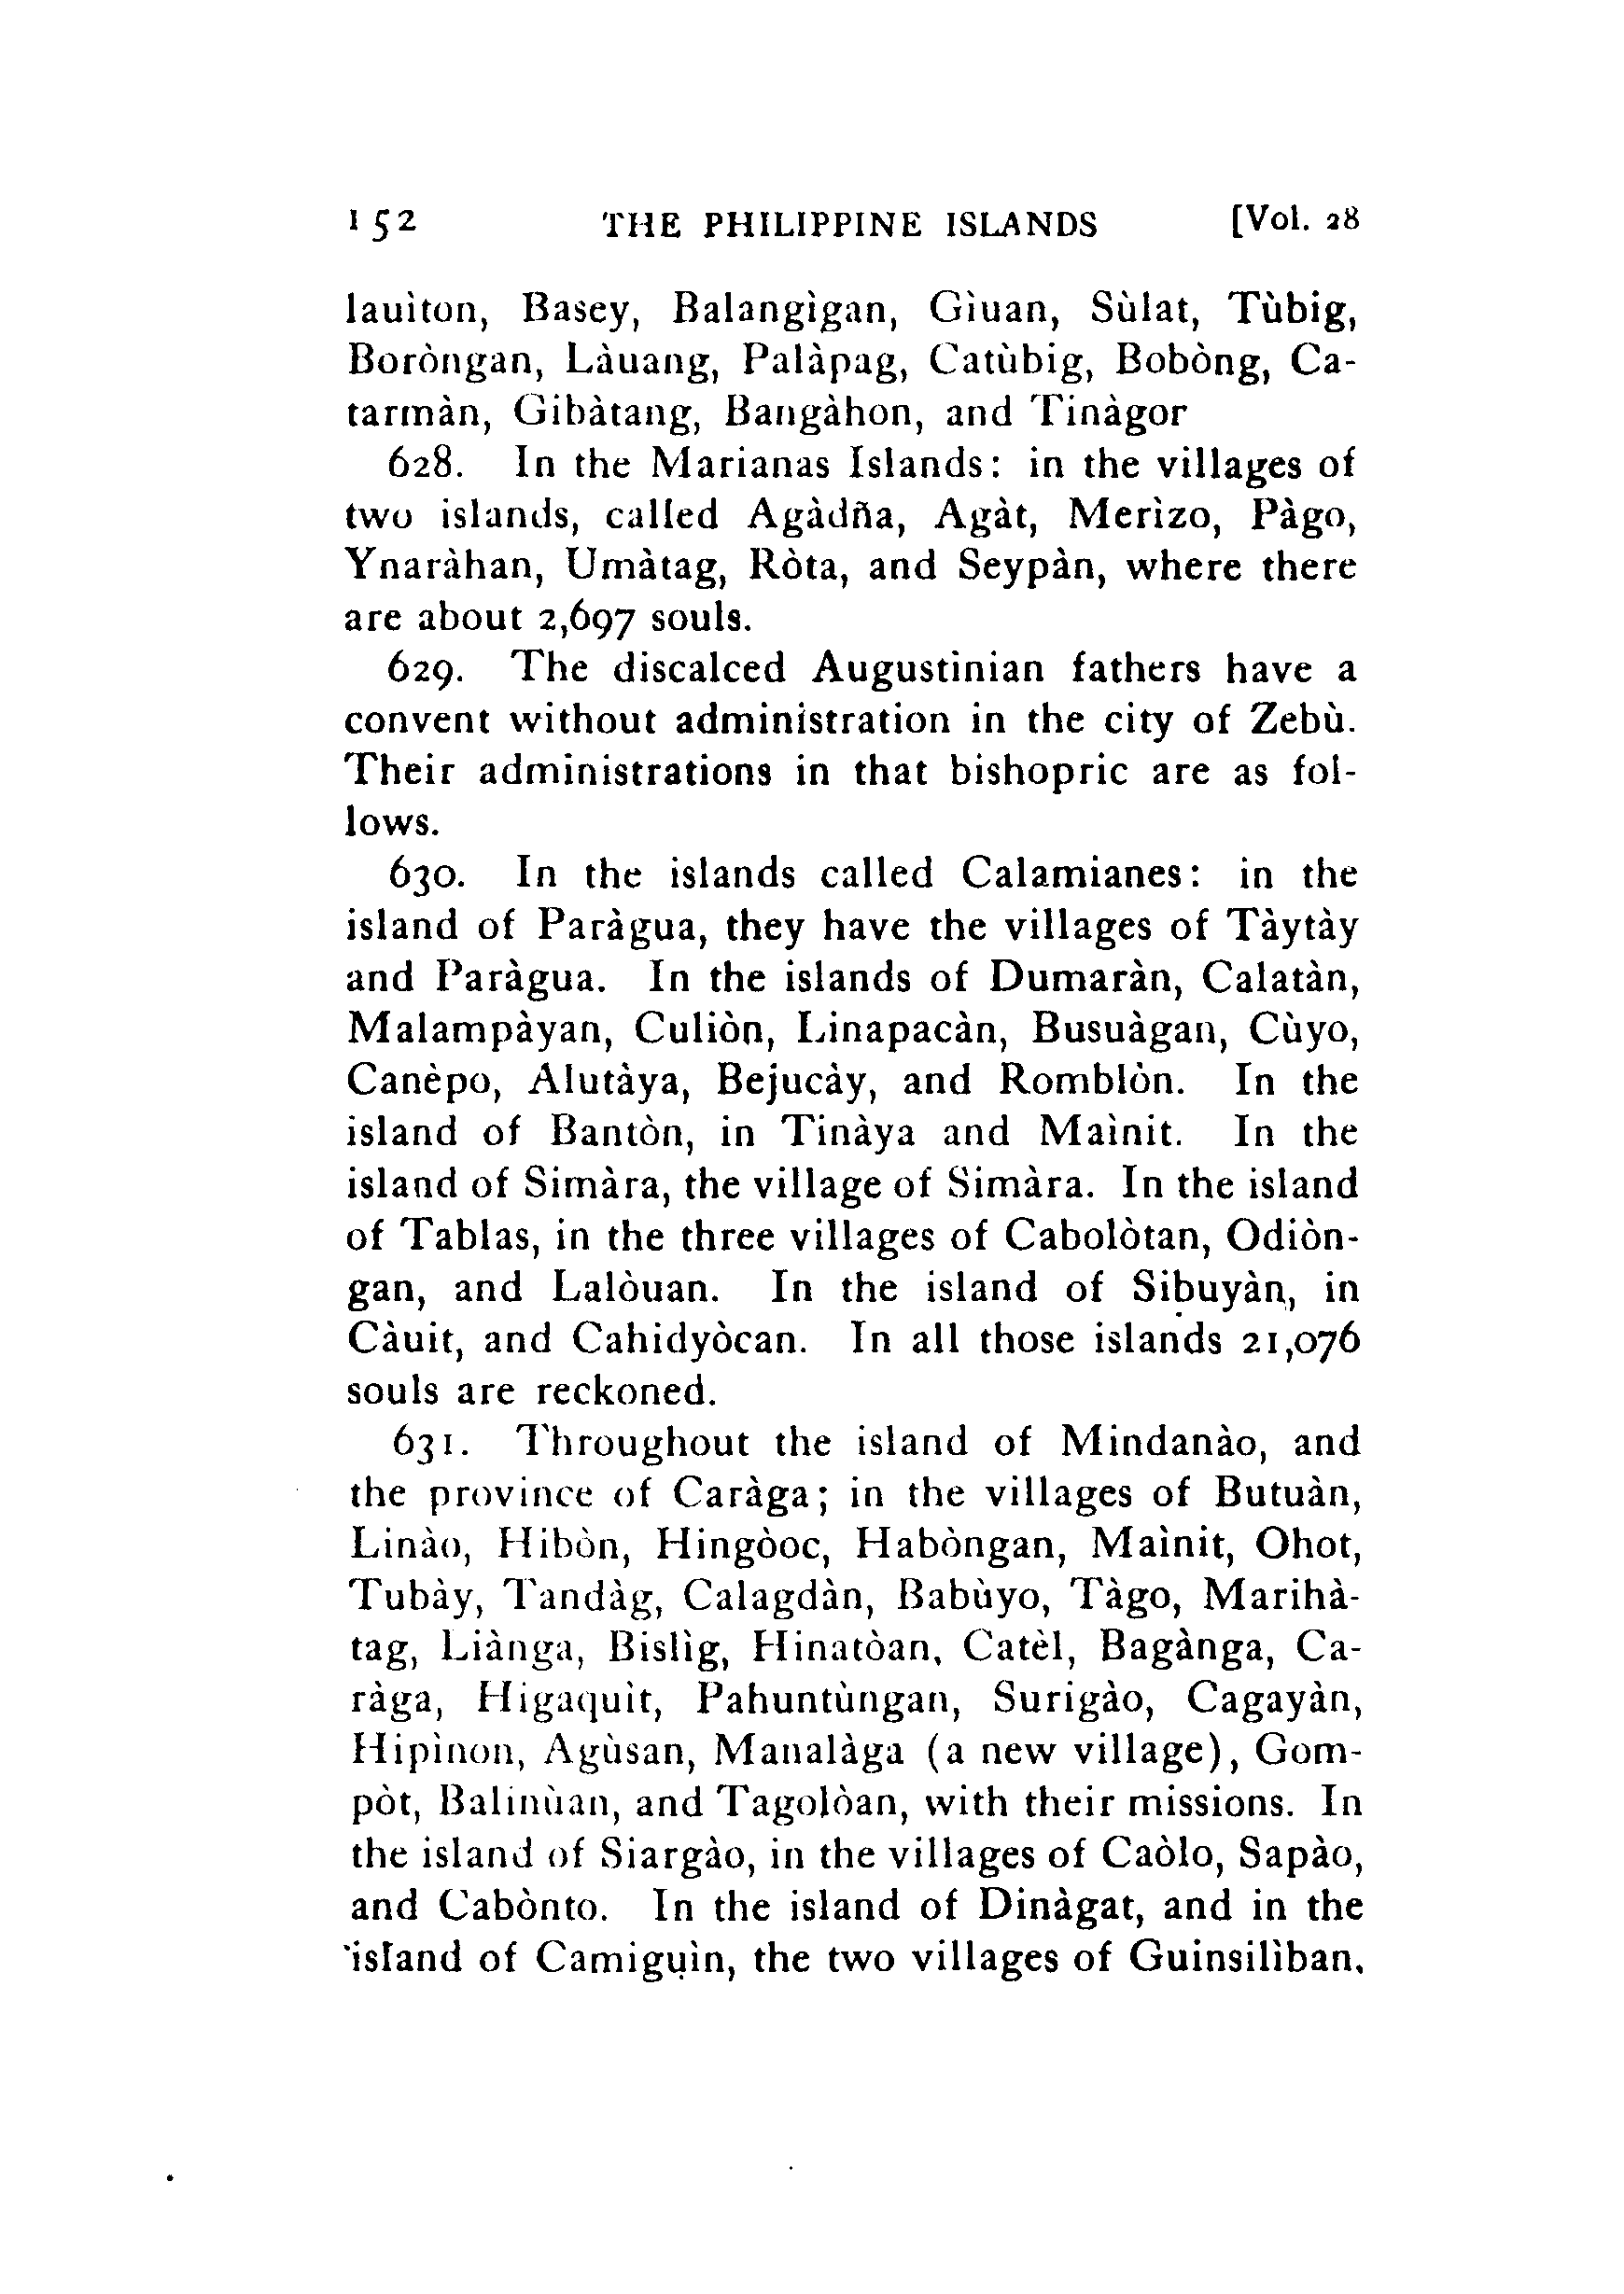 152 THE PHILIPPINE ISLANDS [Vol. 28
lauìton, Basey, Balangìgan, Gìuan, Sùlat, Tùbig,
Boròngan, Làuang, Palàpag, Catùbig, Bobòng, Ca-
tarmàn, Gibàtang, Bangàhon, and Tinàgor
628. In the Marianas Islands: in the villages of
two islands, called Agàdña, Agàt, Merìzo, Pàgo,
Ynaràhan, Umàtag, Ròta, and Seypàn, where there
are about 2,697 souls.
629. The discalced Augustinian fathers have a
convent without administration in the city of Zebù.
Their administrations in that bishopric are as fol-
lows.
630. In the islands called Calamianes: in the
island of Paràgua, they have the villages of Tàytày
and Paràgua. In the islands of Dumaràn, Calatàn,
Malampàyan, Culiòn, Linapacàn, Busuàgan, Cùyo,
Canèpo, Alutàya, Bejucày, and Romblòn. In the
island of Bantòn, in Tinàya and Maìnit. In the
island of Simàra, the village of Simàra. In the island
of Tablas, in the three villages of Cabolòtan, Odiòn-
gan, and Lalòuan. In the island of Sibuyàn, in
Càuit, and Cahidyòcan. In all those islands 21,076
souls are reckoned.
631. Throughout the island of Mindanào, and
the province of Caràga; in the villages of Butuàn,
Linào, Hibòn, Hingòoc, Habòngan, Maìnit, Ohot,
Tubày, Tandàg, Calagdàn, Babùyo, Tàgo, Marihà-
tag, Liànga, Bislìg, Hinatòan, Catèl, Bagànga, Ca-
ràga, Higaquìt, Pahuntùngan, Surigào, Cagayàn,
Hipìnon, Agùsan, Manalàga (a new village), Gom-
pòt, Balinùan, and Tagolòan, with their missions. In
the island of Siargào, in the villages of Caòlo, Sapào,
and Cabònto. In the island of Dinàgat, and in the
island of Camiguìn, the two villages of Guinsilìban,